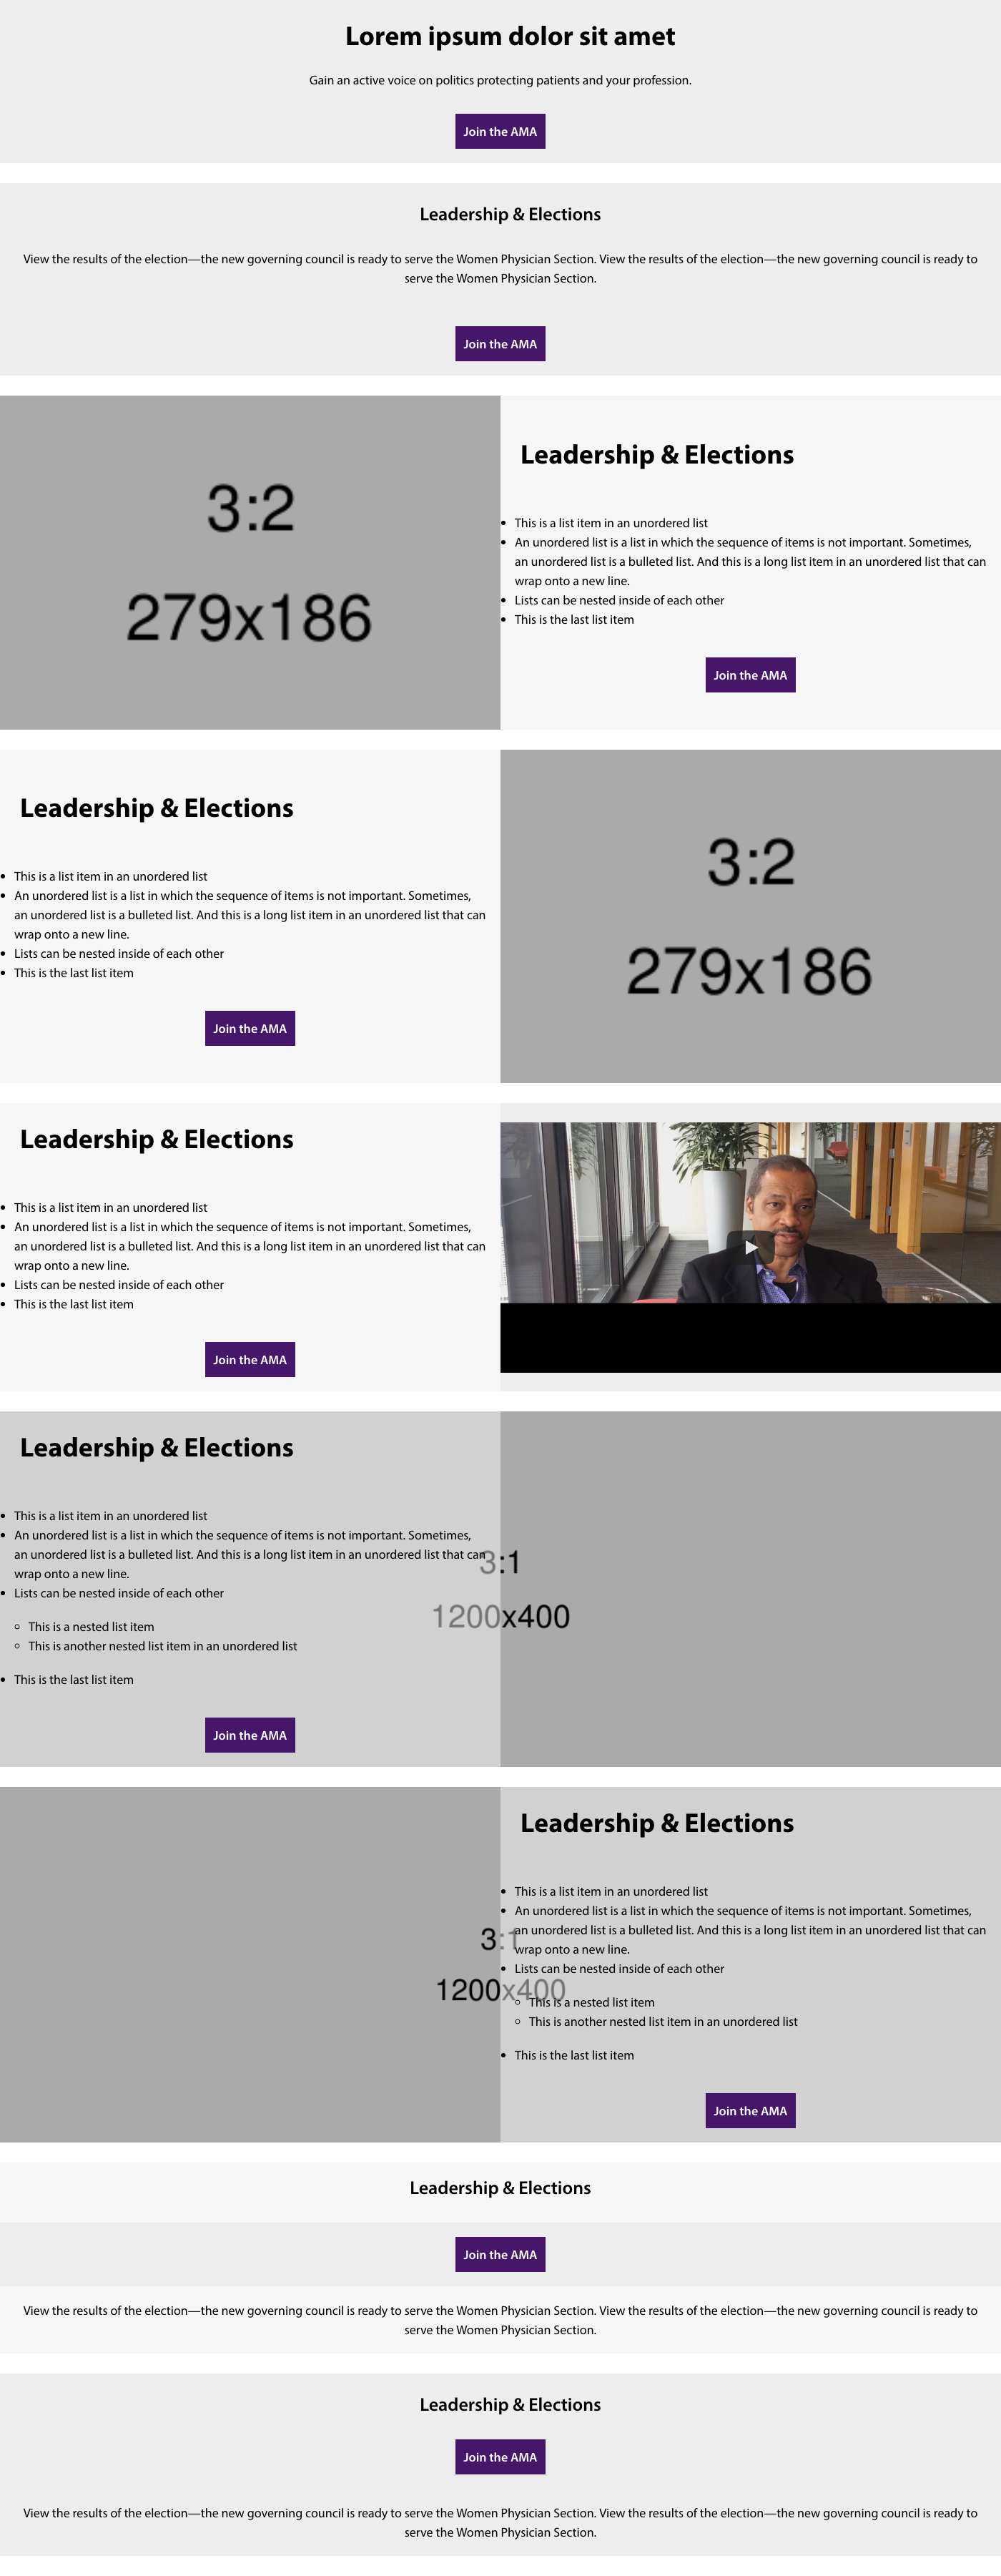 Lorem ipsum dolor sit amet
Gain an active voice on politics protecting patients and your profession.
Join the AMA
Leadership & Elections
View the results of the election—the new governing council is ready to serve the Women Physician Section. View the results of the election—the new governing council is ready to
serve the Women Physician Section.
Join the AMA
3:2
279x186
Leadership & Elections
This is a list item in an unordered list
An unordered list is a list in which the sequence of items is not important. Sometimes,
an unordered list is a bulleted list. And this is a long list item in an unordered list that can
wrap onto a new line.
Lists can be nested inside of each other
This is the last list item
Join the AMA
Leadership & Elections
This is a list item in an unordered list
An unordered list is a list in which the sequence of items is not important. Sometimes,
an unordered list is a bulleted list. And this is a long list item in an unordered list that can
wrap onto a new line.
Lists can be nested inside of each other
This is the last list item
Join the AMA
3:2
279x186
Leadership & Elections
This is a list item in an unordered list
An unordered list is a list in which the sequence of items is not important. Sometimes,
an unordered list is a bulleted list. And this is a long list item in an unordered list that can
wrap onto a new line.
Lists can be nested inside of each other
This is the last list item
Join the AMA
Leadership & Elections
This is a list item in an unordered list
An unordered list is a list in which the sequence of items is not important. Sometimes,
an unordered list is a bulleted list. And this is a long list item in an unordered list that can
wrap onto a new line.
Lists can be nested inside of each other
This is a nested list item
This is another nested list item in an unordered list
This is the last list item
Join the AMA
3:1
1200x400
Leadership & Elections
This is a list item in an unordered list
An unordered list is a list in which the sequence of items is not important. Sometimes,
an unordered list is a bulleted list. And this is a long list item in an unordered list that can
wrap onto a new line.
Lists can be nested inside of each other
This is a nested list item
This is another nested list item in an unordered list
This is the last list item
Join the AMA
3:1
1200x400
Leadership & Elections
Join the AMA
View the results of the election—the new governing council is ready to serve the Women Physician Section. View the results of the election—the new governing council is ready to
serve the Women Physician Section.
Leadership & Elections
Join the AMA
View the results of the election—the new governing council is ready to serve the Women Physician Section. View the results of the election—the new governing council is ready to
serve the Women Physician Section.